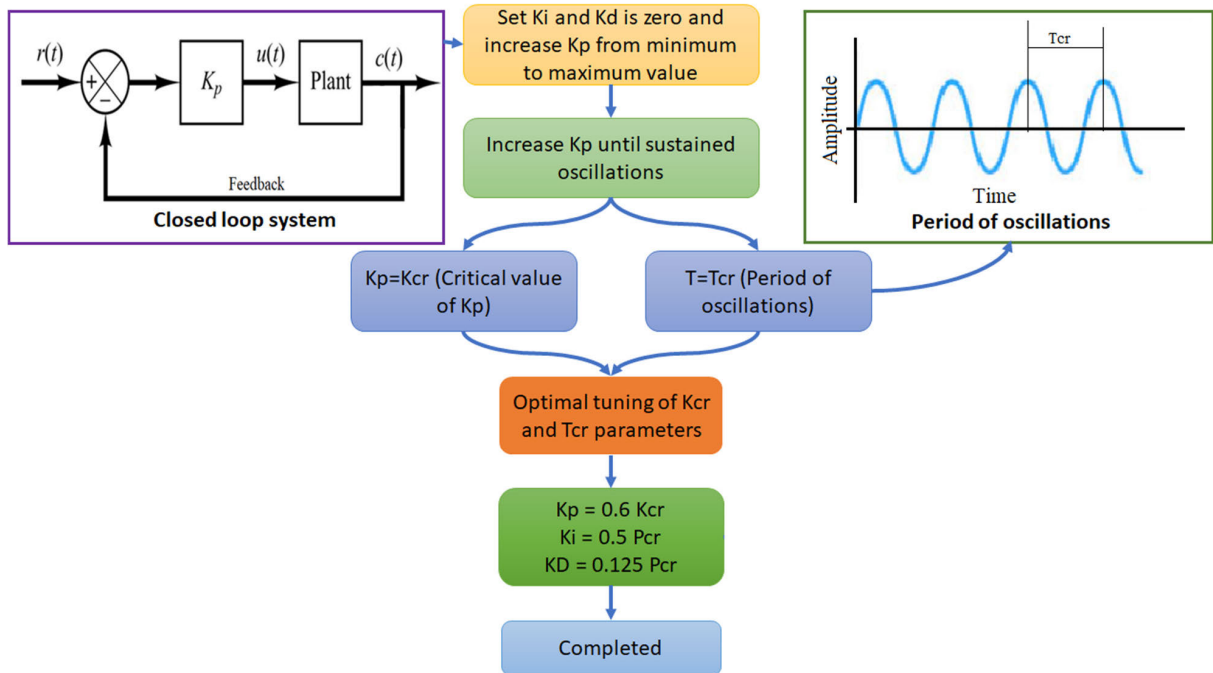 r(t)
+
−
Kp
u(t)
Plant
c(t)
Feedback
Closed loop system
Set Ki and Kd is zero and
increase Kp from minimum
to maximum value
Increase Kp until sustained
oscillations
Tcr
Amplitude
Time
Period of oscillations
Kp=Kcr (Critical value
of Kp)
T=Tcr (Period of
oscillations)
Optimal tuning of Kcr
and Tcr parameters
Kp = 0.6 Kcr
Ki = 0.5 Pcr
KD = 0.125 Pcr
Completed